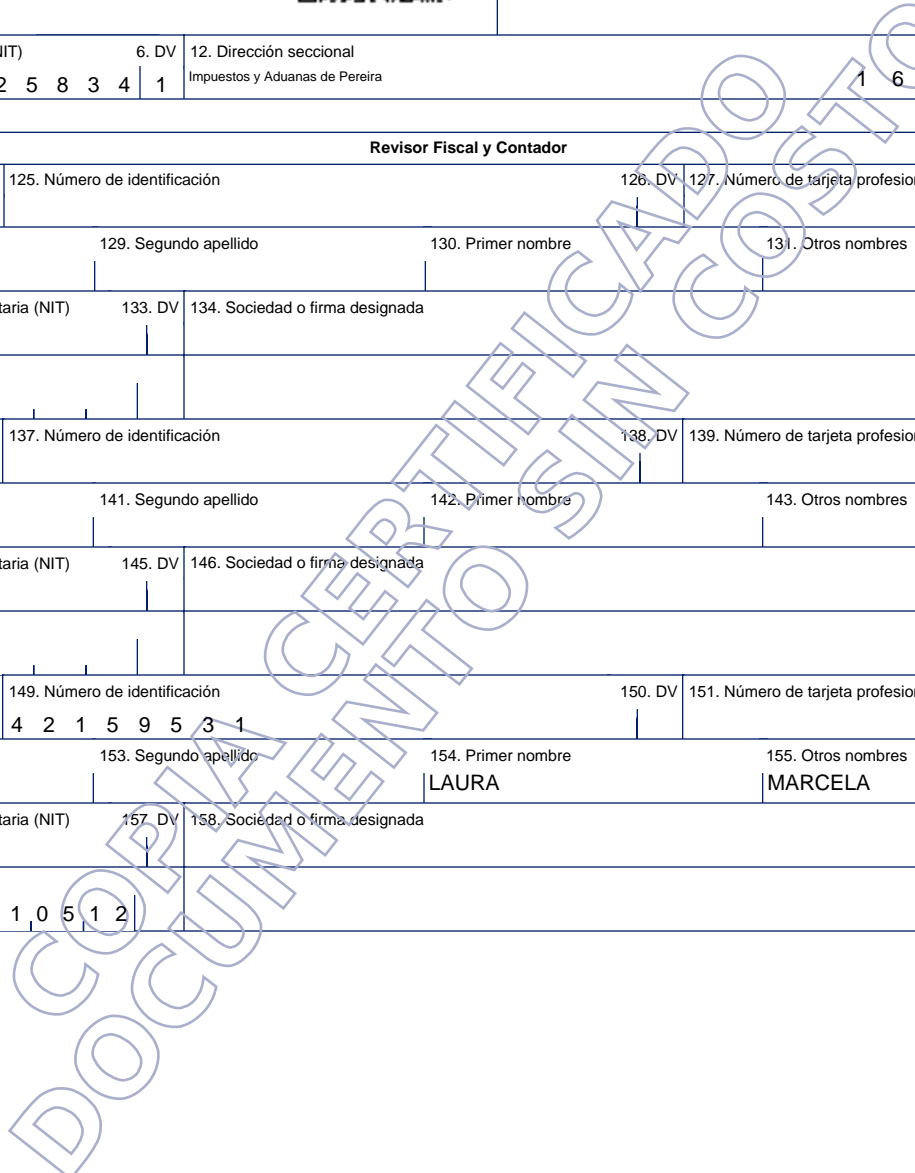 NIT) 6. DV 12. Dirección seccional
2 5 8 3 4 1 Impuestos y Aduanas de Pereira 1 6
Revisor Fiscal y Contador
125. Número de identificación 126. DV 127. Número de tarjeta profesion
129. Segundo apellido 130. Primer nombre 131. Otros nombres
taria (NIT) 133. DV 134. Sociedad o firma designada
137. Número de identificación 138. DV 139. Número de tarjeta profesion
141. Segundo apellido 142. Primer nombre 143. Otros nombres
taria (NIT) 145. DV 146. Sociedad o firma designada
149. Número de identificación 150. DV 151. Número de tarjeta profesion
4 2 1 5 9 5 3 1
153. Segundo apellido 154. Primer nombre 155. Otros nombres
LAURA MARCELA
taria (NIT) 157. DV 158. Sociedad o firma designada
1 0 5 1 2
COPIA CERTIFICADO
DOCUMENTO SIN COSTO